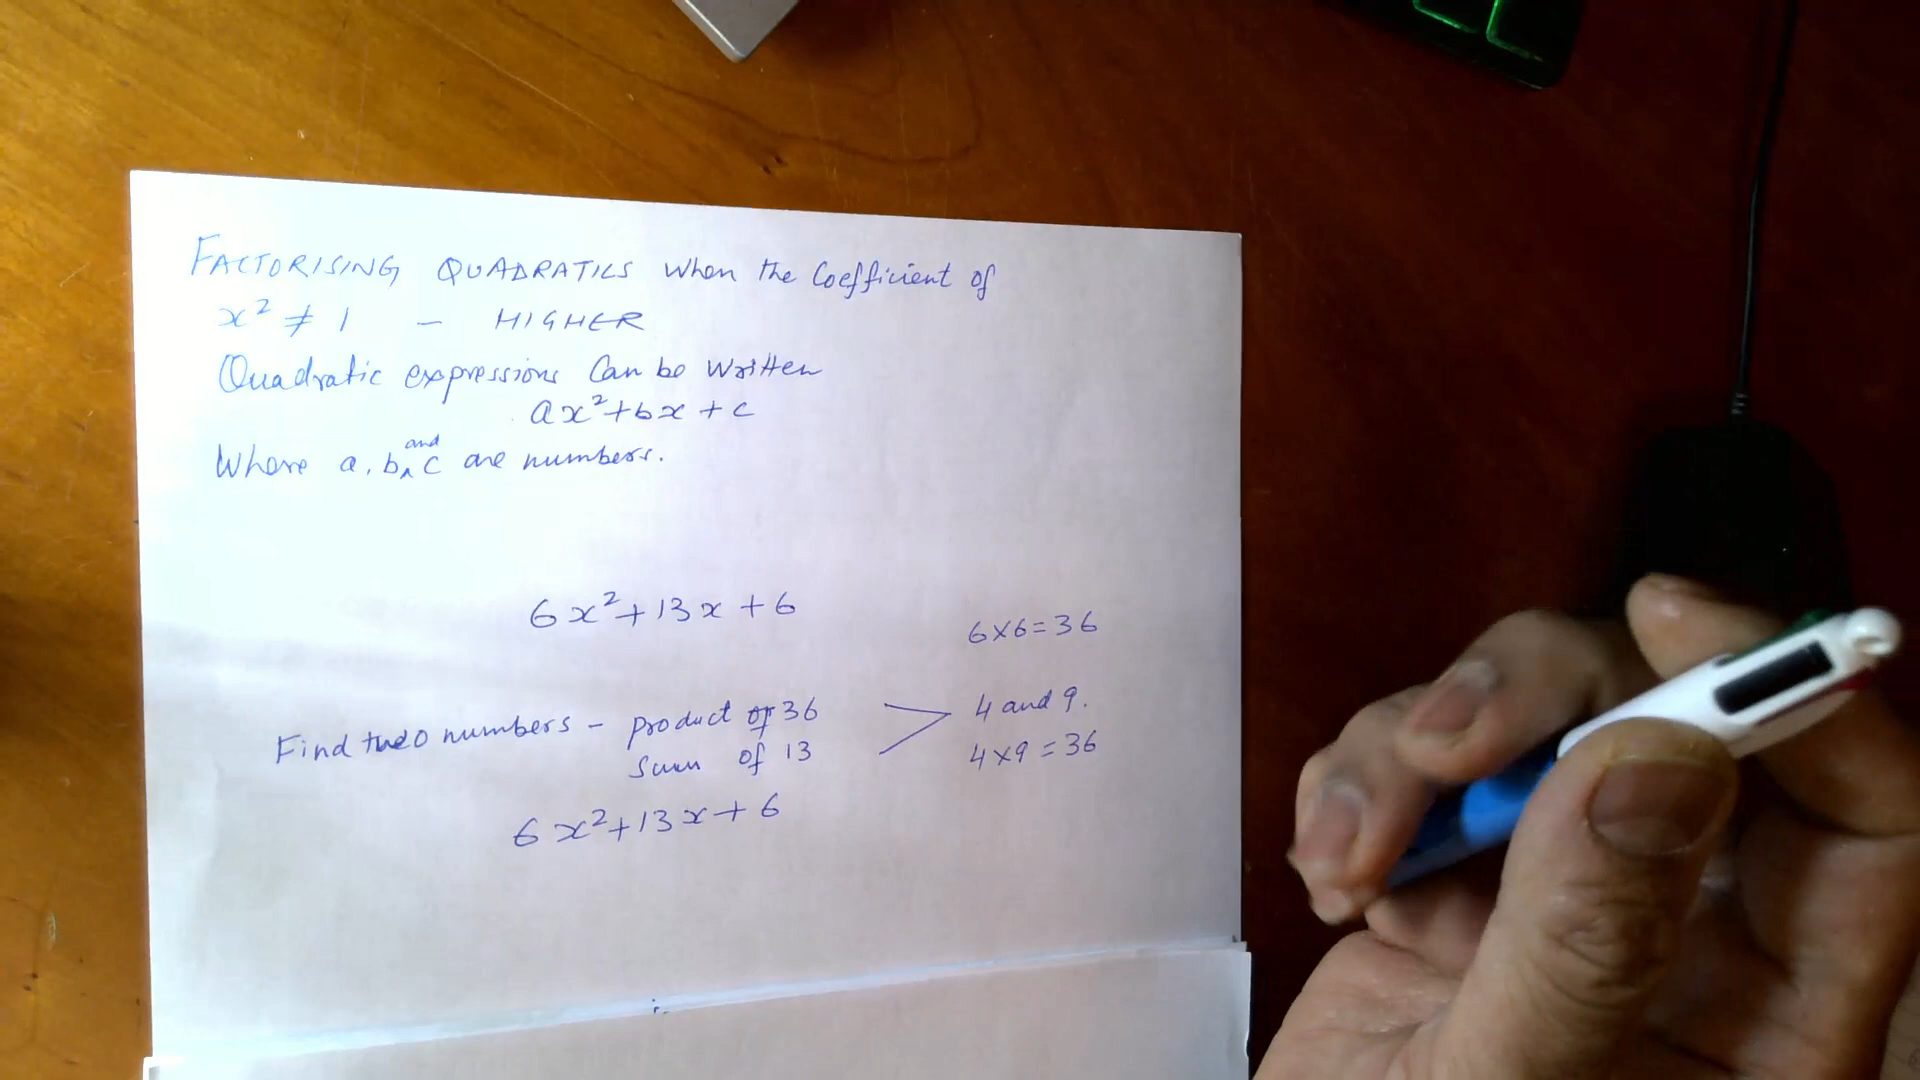 FACTORISING QUADRATICS when the Coefficient of
x² ≠ 1 - HIGHER
Quadratic expressions Can be written
ax²+bx+c
Where a, b and c are numbers.
6x²+13x+6
6×6=36
Find two numbers - product of 36
Sum of 13
4 and 9.
4×9=36
6x²+13x+6